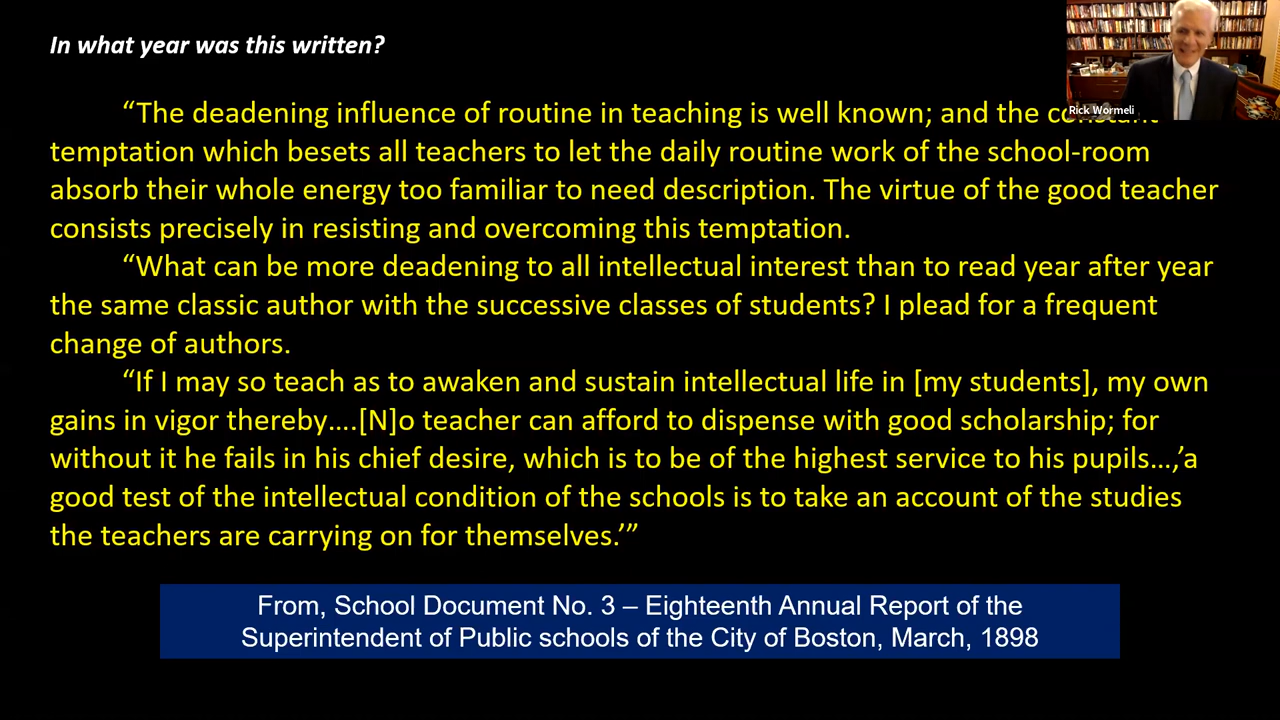 In what year was this written?
“The deadening influence of routine in teaching is well known; and the constant
temptation which besets all teachers to let the daily routine work of the school-room
absorb their whole energy too familiar to need description. The virtue of the good teacher
consists precisely in resisting and overcoming this temptation.
“What can be more deadening to all intellectual interest than to read year after year
the same classic author with the successive classes of students? I plead for a frequent
change of authors.
“If I may so teach as to awaken and sustain intellectual life in [my students], my own
gains in vigor thereby….[N]o teacher can afford to dispense with good scholarship; for
without it he fails in his chief desire, which is to be of the highest service to his pupils…,’a
good test of the intellectual condition of the schools is to take an account of the studies
the teachers are carrying on for themselves.’”
From, School Document No. 3 – Eighteenth Annual Report of the
Superintendent of Public schools of the City of Boston, March, 1898
Rick Wormeli